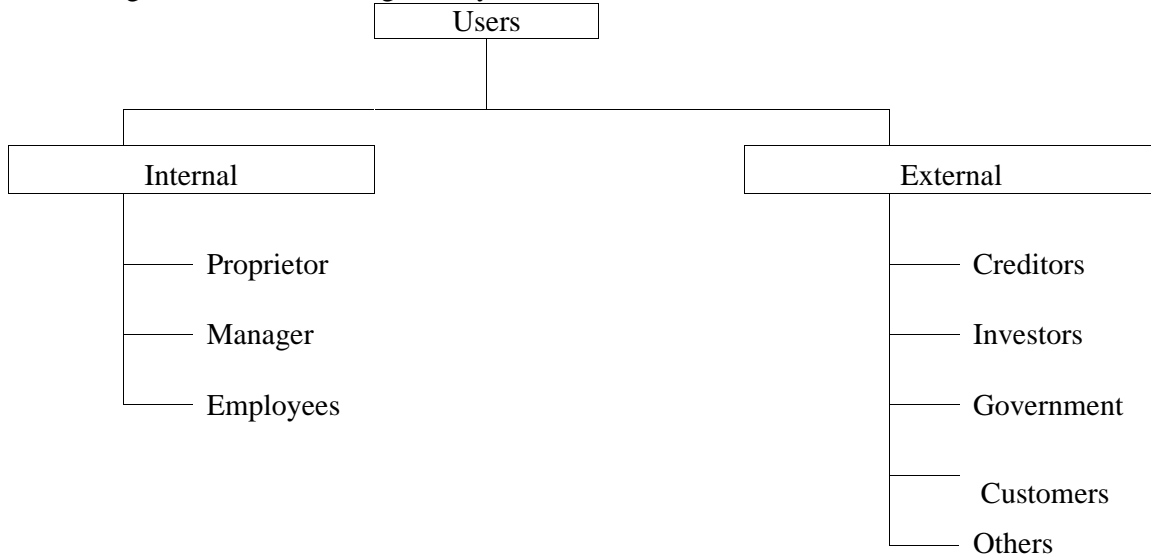 Users
Internal
External
Proprietor
Manager
Employees
Creditors
Investors
Government
Customers
Others